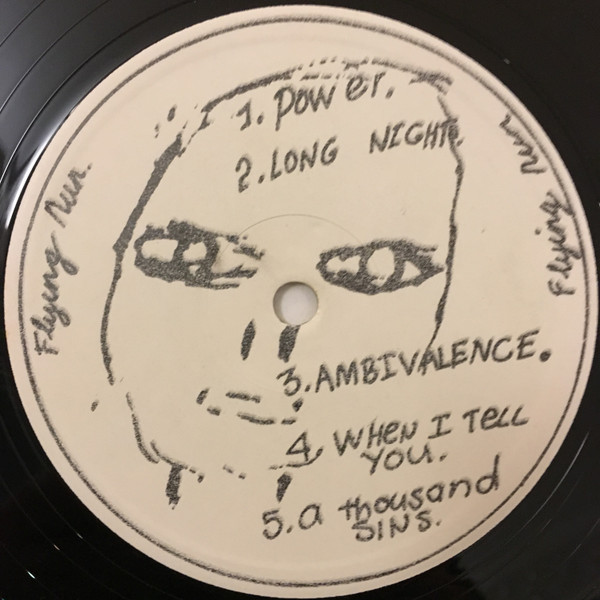 1. Power.
2. LONG NIGHT.
Flying nun.
Flying nun
3. AMBIVALENCE.
4 WHEN I TELL
YOU.
5. a thousand
SINS.